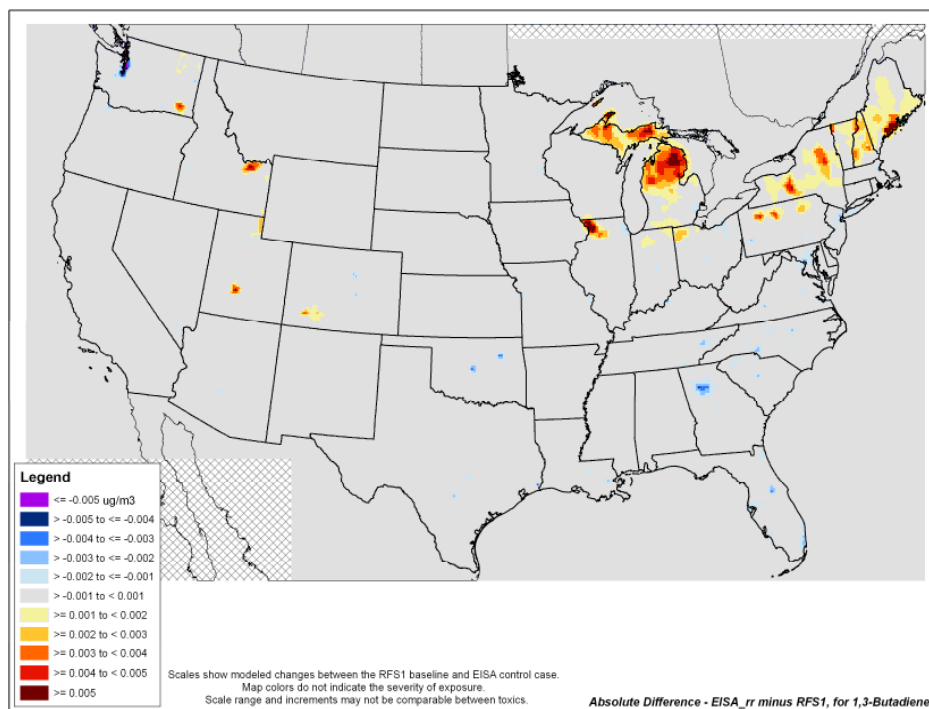 Legend
<= -0.005 ug/m3
> -0.005 to <= -0.004
> -0.004 to <= -0.003
> -0.003 to <= -0.002
> -0.002 to <= -0.001
> -0.001 to < 0.001
>= 0.001 to < 0.002
>= 0.002 to < 0.003
>= 0.003 to < 0.004
>= 0.004 to < 0.005
>= 0.005
Scales show modeled changes between the RFS1 baseline and EISA control case.
Map colors do not indicate the severity of exposure.
Scale range and increments may not be comparable between toxics.
Absolute Difference - EISA_rr minus RFS1, for 1,3-Butadiene